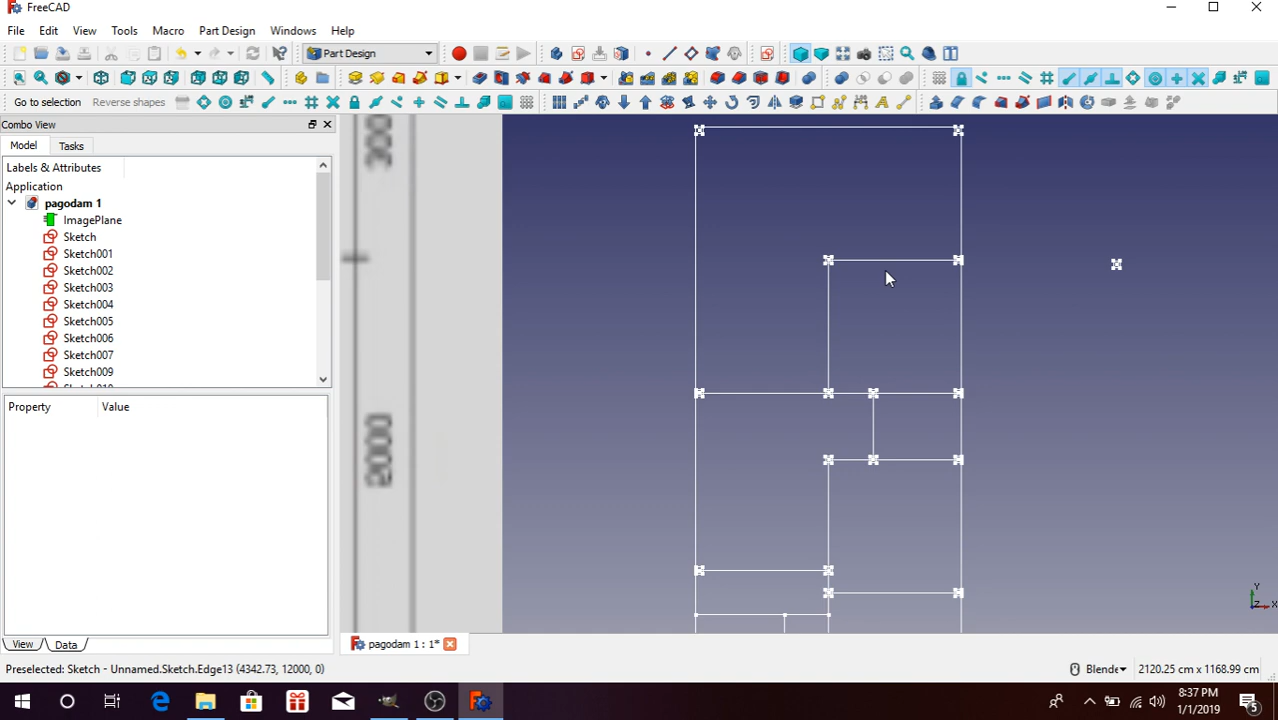 FreeCAD
File Edit View Tools Macro Part Design Windows Help
Part Design
Go to selection Reverse shapes
Combo View
Model Tasks
Labels & Attributes
Application
pagodam 1
ImagePlane
Sketch
Sketch001
Sketch002
Sketch003
Sketch004
Sketch005
Sketch006
Sketch007
Sketch009
Property Value
View Data
pagodam 1 : 1*
Y
Z X
Preselected: Sketch - Unnamed.Sketch.Edge13 (4342.73, 12000, 0)
Blende
2120.25 cm x 1168.99 cm
8:37 PM
1/1/2019
5